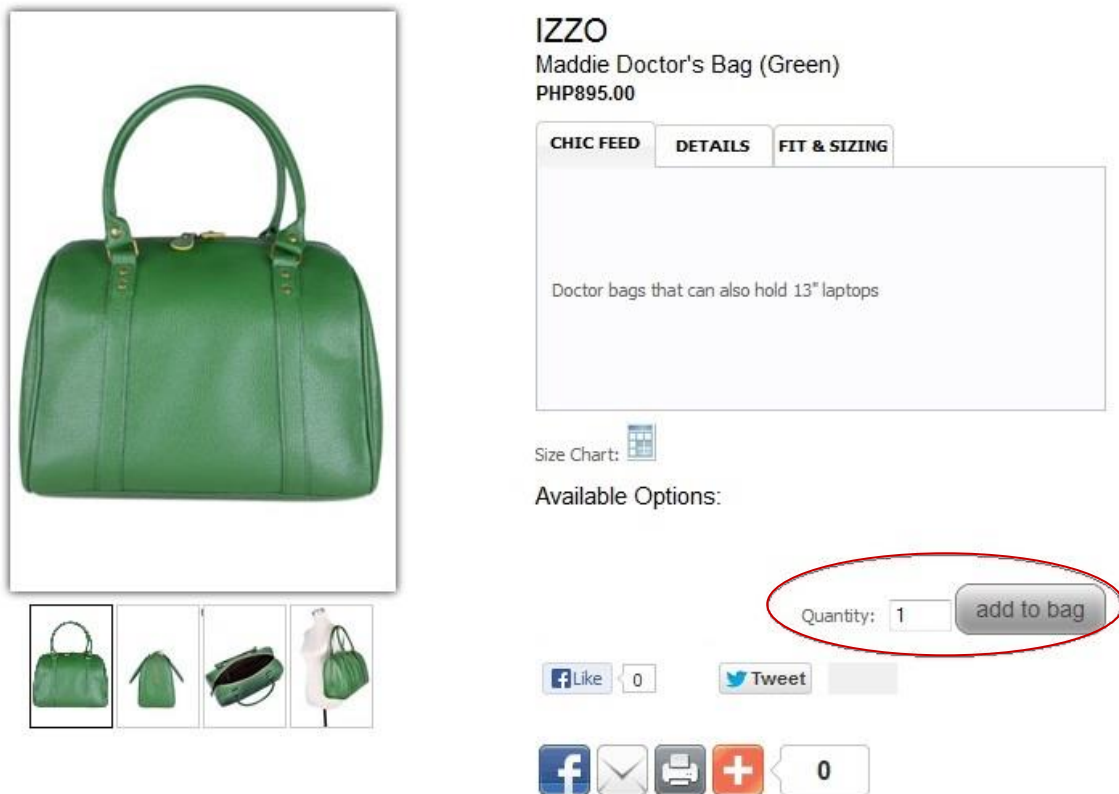 IZZO
Maddie Doctor's Bag (Green)
PHP895.00
CHIC FEED DETAILS FIT & SIZING
Doctor bags that can also hold 13" laptops
Size Chart:
Available Options:
Quantity: 1 add to bag
Like 0 Tweet
0